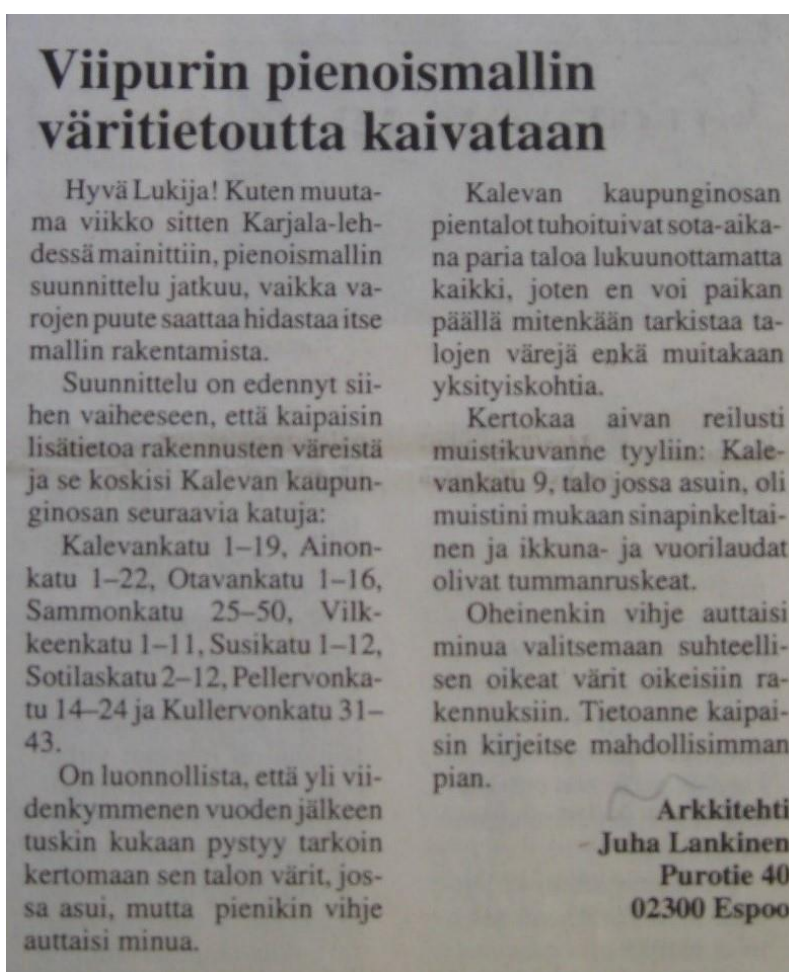 Viipurin pienoismallin
väritietoutta kaivataan
Hyvä Lukija! Kuten muuta-
ma viikko sitten Karjala-leh-
dessä mainittiin, pienoismallin
suunnittelu jatkuu, vaikka va-
rojen puute saattaa hidastaa itse
mallin rakentamista.
Suunnittelu on edennyt sii-
hen vaiheeseen, että kaipaisin
lisätietoa rakennusten väreistä
ja se koskisi Kalevan kaupun-
ginosan seuraavia katuja:
Kalevankatu 1–19, Ainon-
katu 1–22, Otavankatu 1–16,
Sammonkatu 25–50, Vilk-
keenkatu 1–11, Susikatu 1–12,
Sotilaskatu 2–12, Pellervonka-
tu 14–24 ja Kullervonkatu 31–
43.
On luonnollista, että yli vii-
denkymmenen vuoden jälkeen
tuskin kukaan pystyy tarkoin
kertomaan sen talon värit, jos-
sa asui, mutta pienikin vihje
auttaisi minua.
Kalevan kaupunginosan
pientalot tuhoituivat sota-aika-
na paria taloa lukuunottamatta
kaikki, joten en voi paikan
päällä mitenkään tarkistaa ta-
lojen värejä enkä muitakaan
yksityiskohtia.
Kertokaa aivan reilusti
muistikuvanne tyyliin: Kale-
vankatu 9, talo jossa asuin, oli
muistini mukaan sinapinkeltai-
nen ja ikkuna- ja vuorilaudat
olivat tummanruskeat.
Oheinenkin vihje auttaisi
minua valitsemaan suhteelli-
sen oikeat värit oikeisiin ra-
kennuksiin. Tietoanne kaipai-
sin kirjeitse mahdollisimman
pian.
Arkkitehti
Juha Lankinen
Purotie 40
02300 Espoo